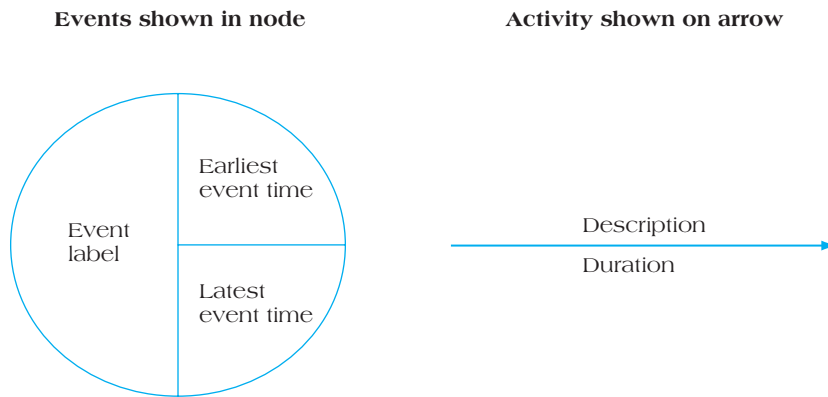 Events shown in node
Activity shown on arrow
Event
label
Earliest
event time
Latest
event time
Description
Duration